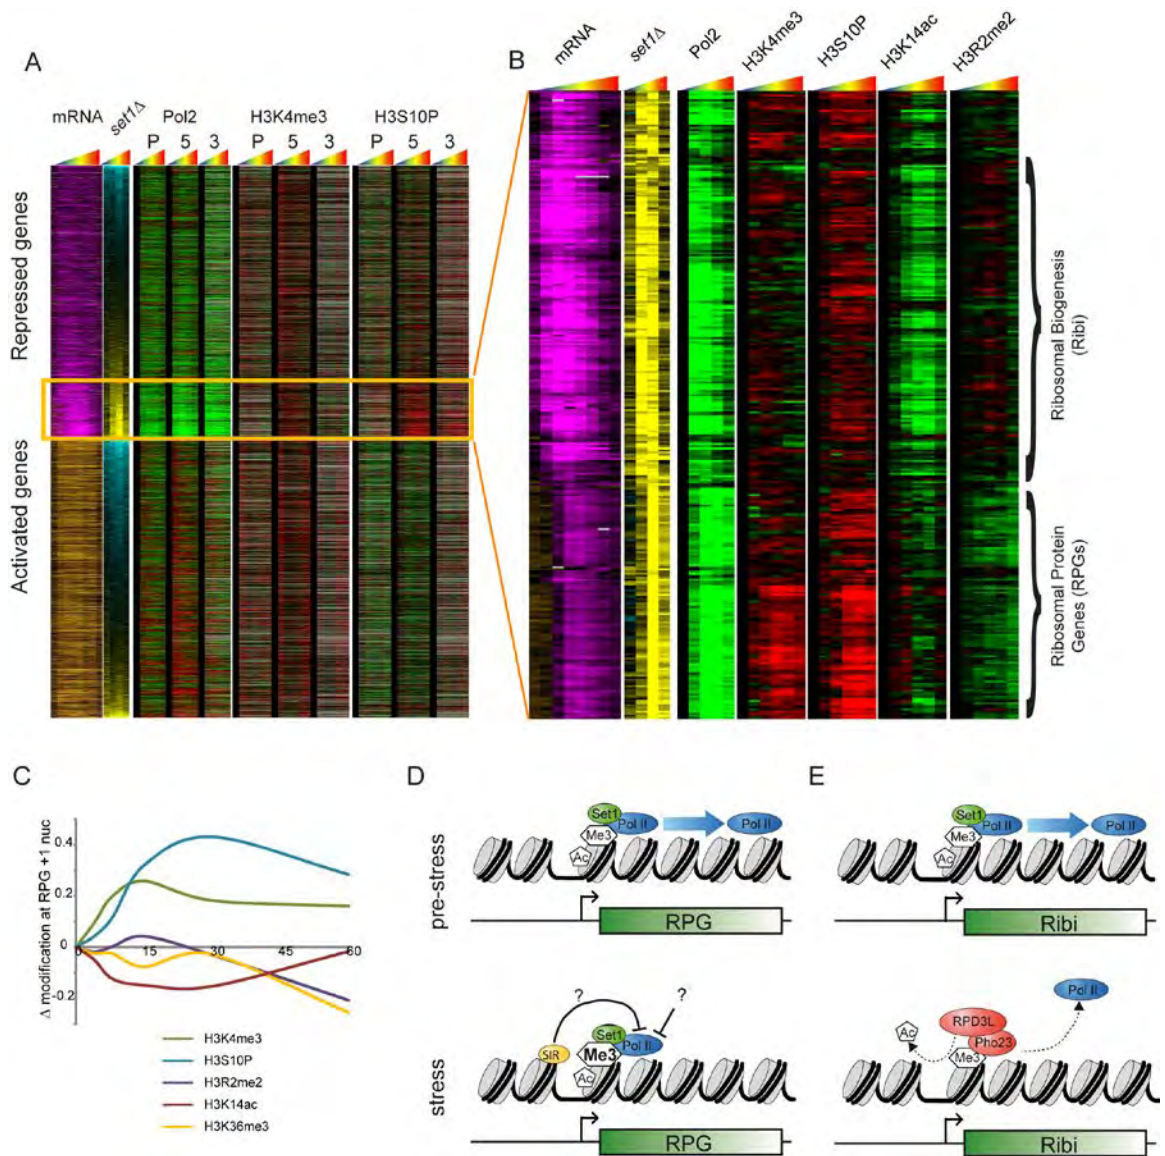 A
mRNA
set1Δ
Pol2
H3K4me3
H3S10P
P 5 3
P 5 3
P 5 3
Repressed genes
Activated genes
B
mRNA
set1Δ
Pol2
H3K4me3
H3S10P
H3K14ac
H3R2me2
Ribosomal Biogenesis
(Ribi)
Ribosomal Protein
Genes (RPGs)
C
Δ modification at RPG +1 nuc
0.4
0.2
0
-0.2
0 15 30 45 60
H3K4me3
H3S10P
H3R2me2
H3K14ac
H3K36me3
D
pre-stress
Set1
Me3
Pol II
Pol II
Ac
RPG
stress
?
?
SIR
Set1
Me3
Pol II
Ac
RPG
E
Set1
Me3
Pol II
Pol II
Ac
Ribi
Pol II
RPD3L
Ac
Pho23
Me3
Ribi